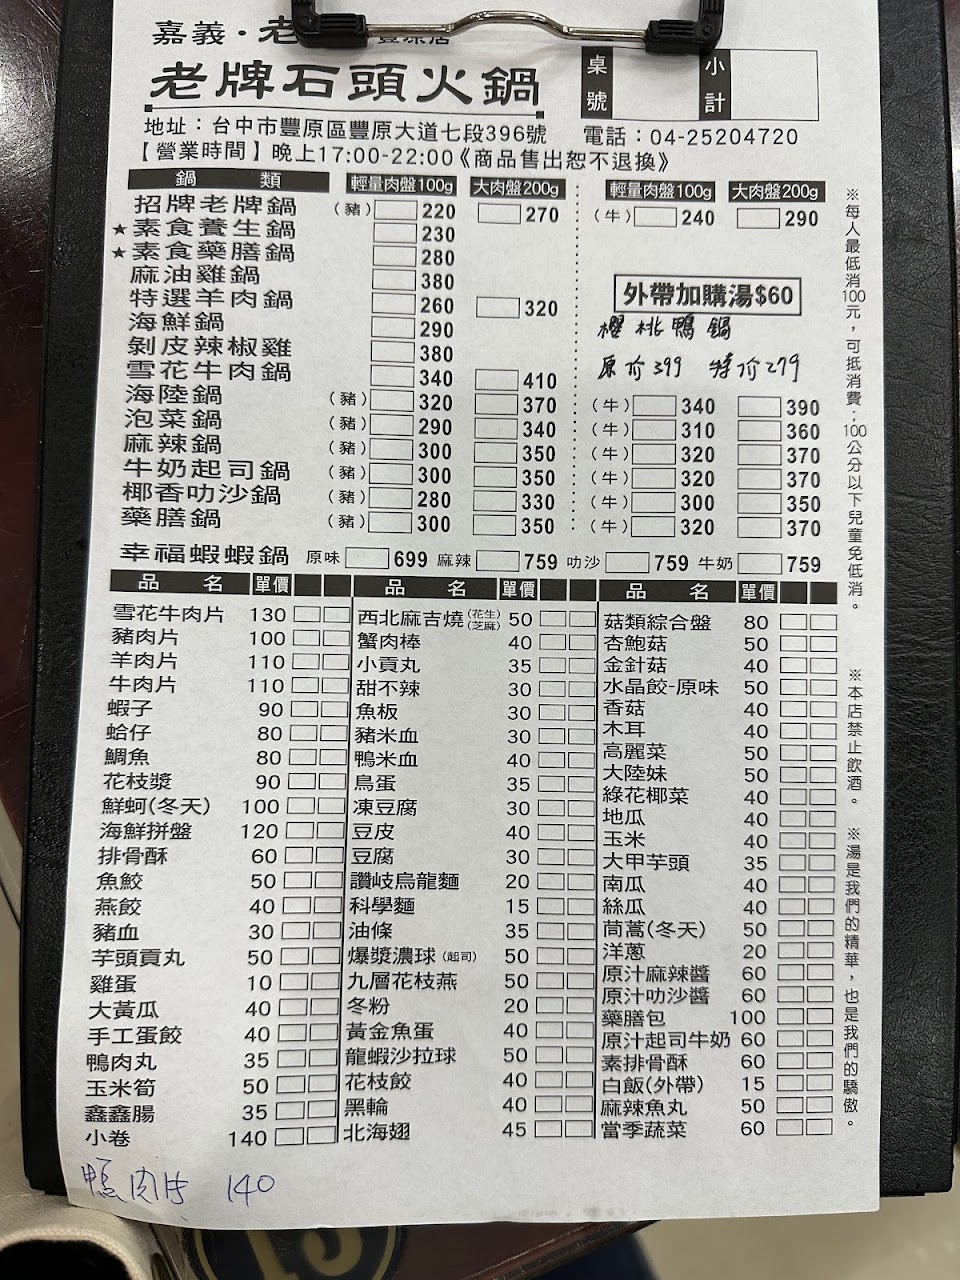 嘉義·老
老牌石頭火鍋
桌號 小計
地址：台中市豐原區豐原大道七段396號 電話：04-25204720
【營業時間】晚上17:00-22:00《商品售出恕不退換》
鍋 類 輕量肉盤100g 大肉盤200g 輕量肉盤100g 大肉盤200g
招牌老牌鍋 (豬) 220 270 (牛) 240 290
★素食養生鍋 230
★素食藥膳鍋 280
麻油雞鍋 380
特選羊肉鍋 260 320
海鮮鍋 290
剝皮辣椒雞 380
雪花牛肉鍋 340 410
外帶加購湯$60
櫻桃鴨鍋
原价399 特价279
海陸鍋 (豬) 320 370 (牛) 340 390
泡菜鍋 (豬) 290 340 (牛) 310 360
麻辣鍋 (豬) 300 350 (牛) 320 370
牛奶起司鍋 (豬) 300 350 (牛) 320 370
椰香叻沙鍋 (豬) 280 330 (牛) 300 350
藥膳鍋 (豬) 300 350 (牛) 320 370
幸福蝦蝦鍋 原味 699 麻辣 759 叻沙 759 牛奶 759
品 名 單價 品 名 單價 品 名 單價
雪花牛肉片 130 西北麻吉燒(花生)(芝麻) 50 菇類綜合盤 80
豬肉片 100 蟹肉棒 40 杏鮑菇 50
羊肉片 110 小貢丸 35 金針菇 40
牛肉片 110 甜不辣 30 水晶餃-原味 50
蝦子 90 魚板 30 香菇 40
蛤仔 80 豬米血 30 木耳 40
鯛魚 80 鴨米血 40 高麗菜 50
花枝漿 90 鳥蛋 35 大陸妹 50
鮮蚵(冬天) 100 凍豆腐 30 綠花椰菜 40
海鮮拼盤 120 豆皮 40 地瓜 40
排骨酥 60 豆腐 30 玉米 40
魚餃 50 讚岐烏龍麵 20 大甲芋頭 35
燕餃 40 科學麵 15 南瓜 40
豬血 30 油條 35 絲瓜 40
芋頭貢丸 50 爆漿濃球(起司) 50 茼蒿(冬天) 50
雞蛋 10 九層花枝燕 50 洋蔥 20
大黃瓜 40 冬粉 20 原汁麻辣醬 60
手工蛋餃 40 黃金魚蛋 40 原汁叻沙醬 60
鴨肉丸 35 龍蝦沙拉球 50 藥膳包 100
玉米筍 50 花枝餃 40 原汁起司牛奶 60
鑫鑫腸 35 黑輪 40 素排骨酥 60
小卷 140 北海翅 45 白飯(外帶) 15
麻辣魚丸 50
當季蔬菜 60
※每人最低消100元，可抵消費；100公分以下兒童免低消。
※本店禁止飲酒。
※湯是我們的精華，也是我們的驕傲。
鴨肉片 140